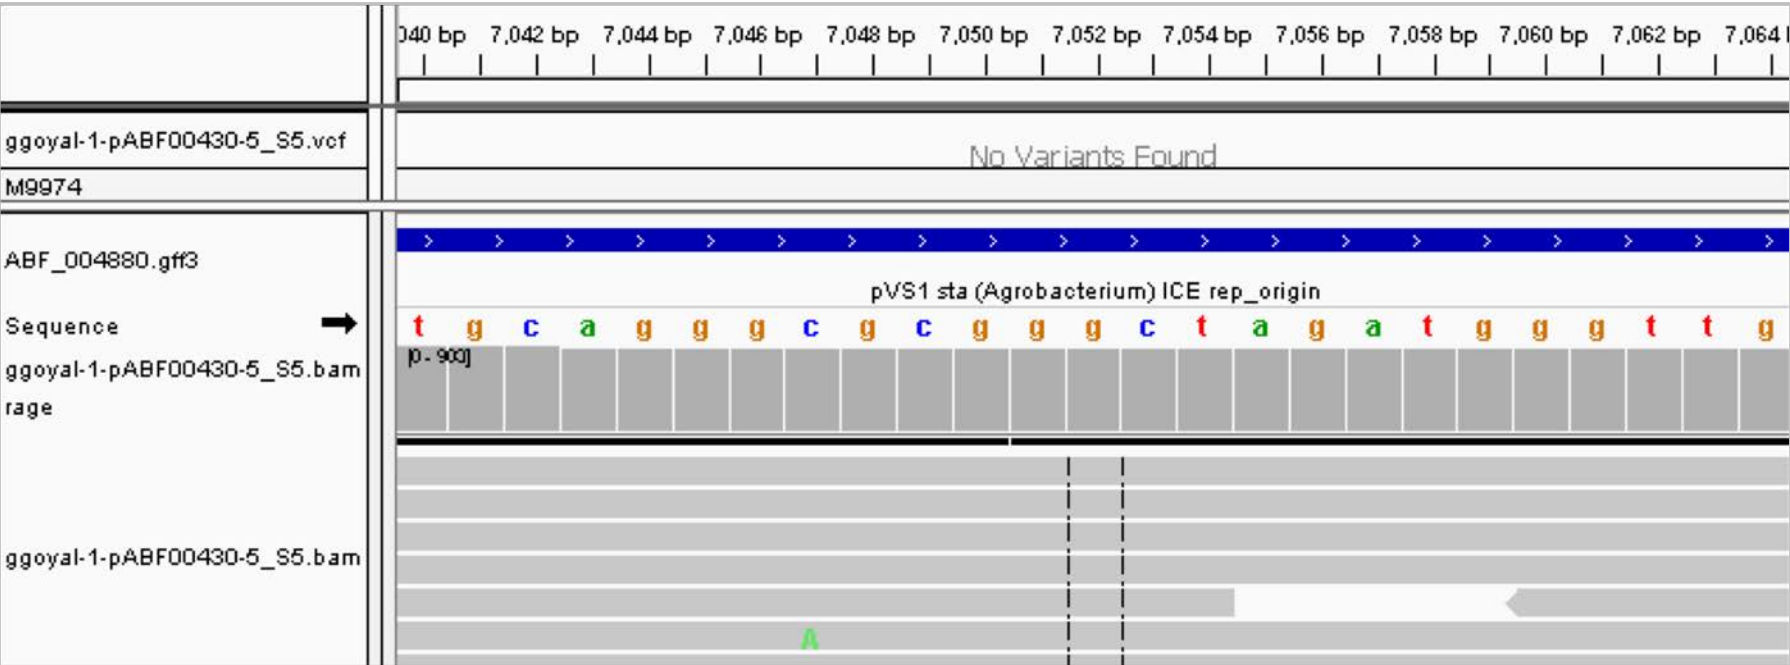 040 bp 7,042 bp 7,044 bp 7,046 bp 7,048 bp 7,050 bp 7,052 bp 7,054 bp 7,056 bp 7,058 bp 7,060 bp 7,062 bp 7,064
ggoyal-1-pABF00430-5_S5.vcf
No Variants Found
M9974
ABF_004880.gff3
pVS1 sta (Agrobacterium) ICE rep_origin
Sequence
t g c a g g g c g c g g g c t a g a t g g g t t g
[0 - 900]
ggoyal-1-pABF00430-5_S5.bam
rage
ggoyal-1-pABF00430-5_S5.bam
A